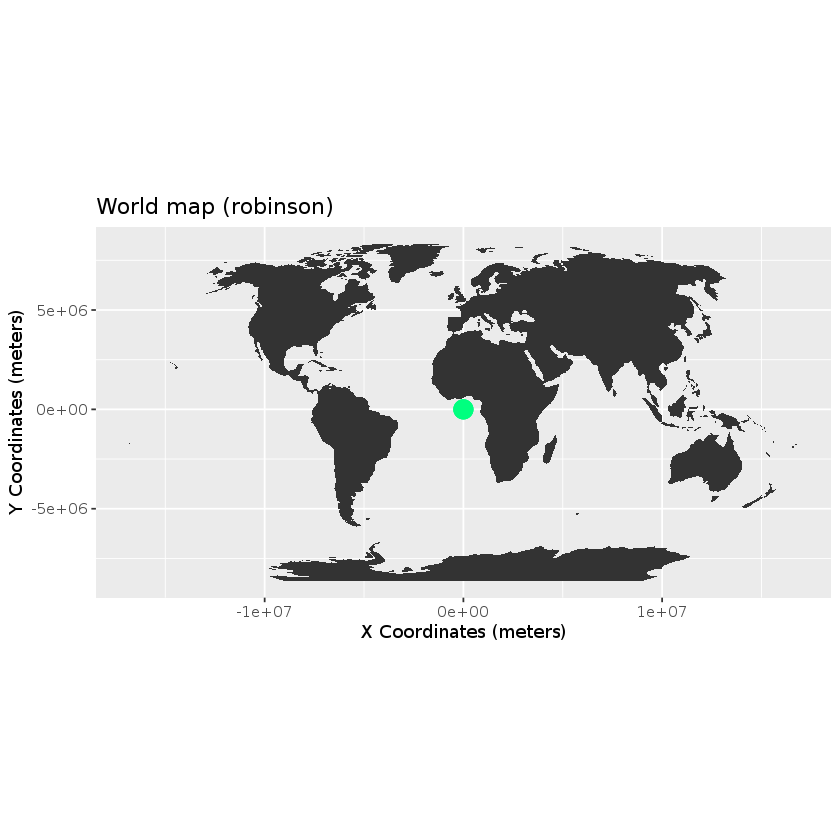 World map (robinson)
Y Coordinates (meters)
5e+06
0e+00
-5e+06
-1e+07
0e+00
1e+07
X Coordinates (meters)